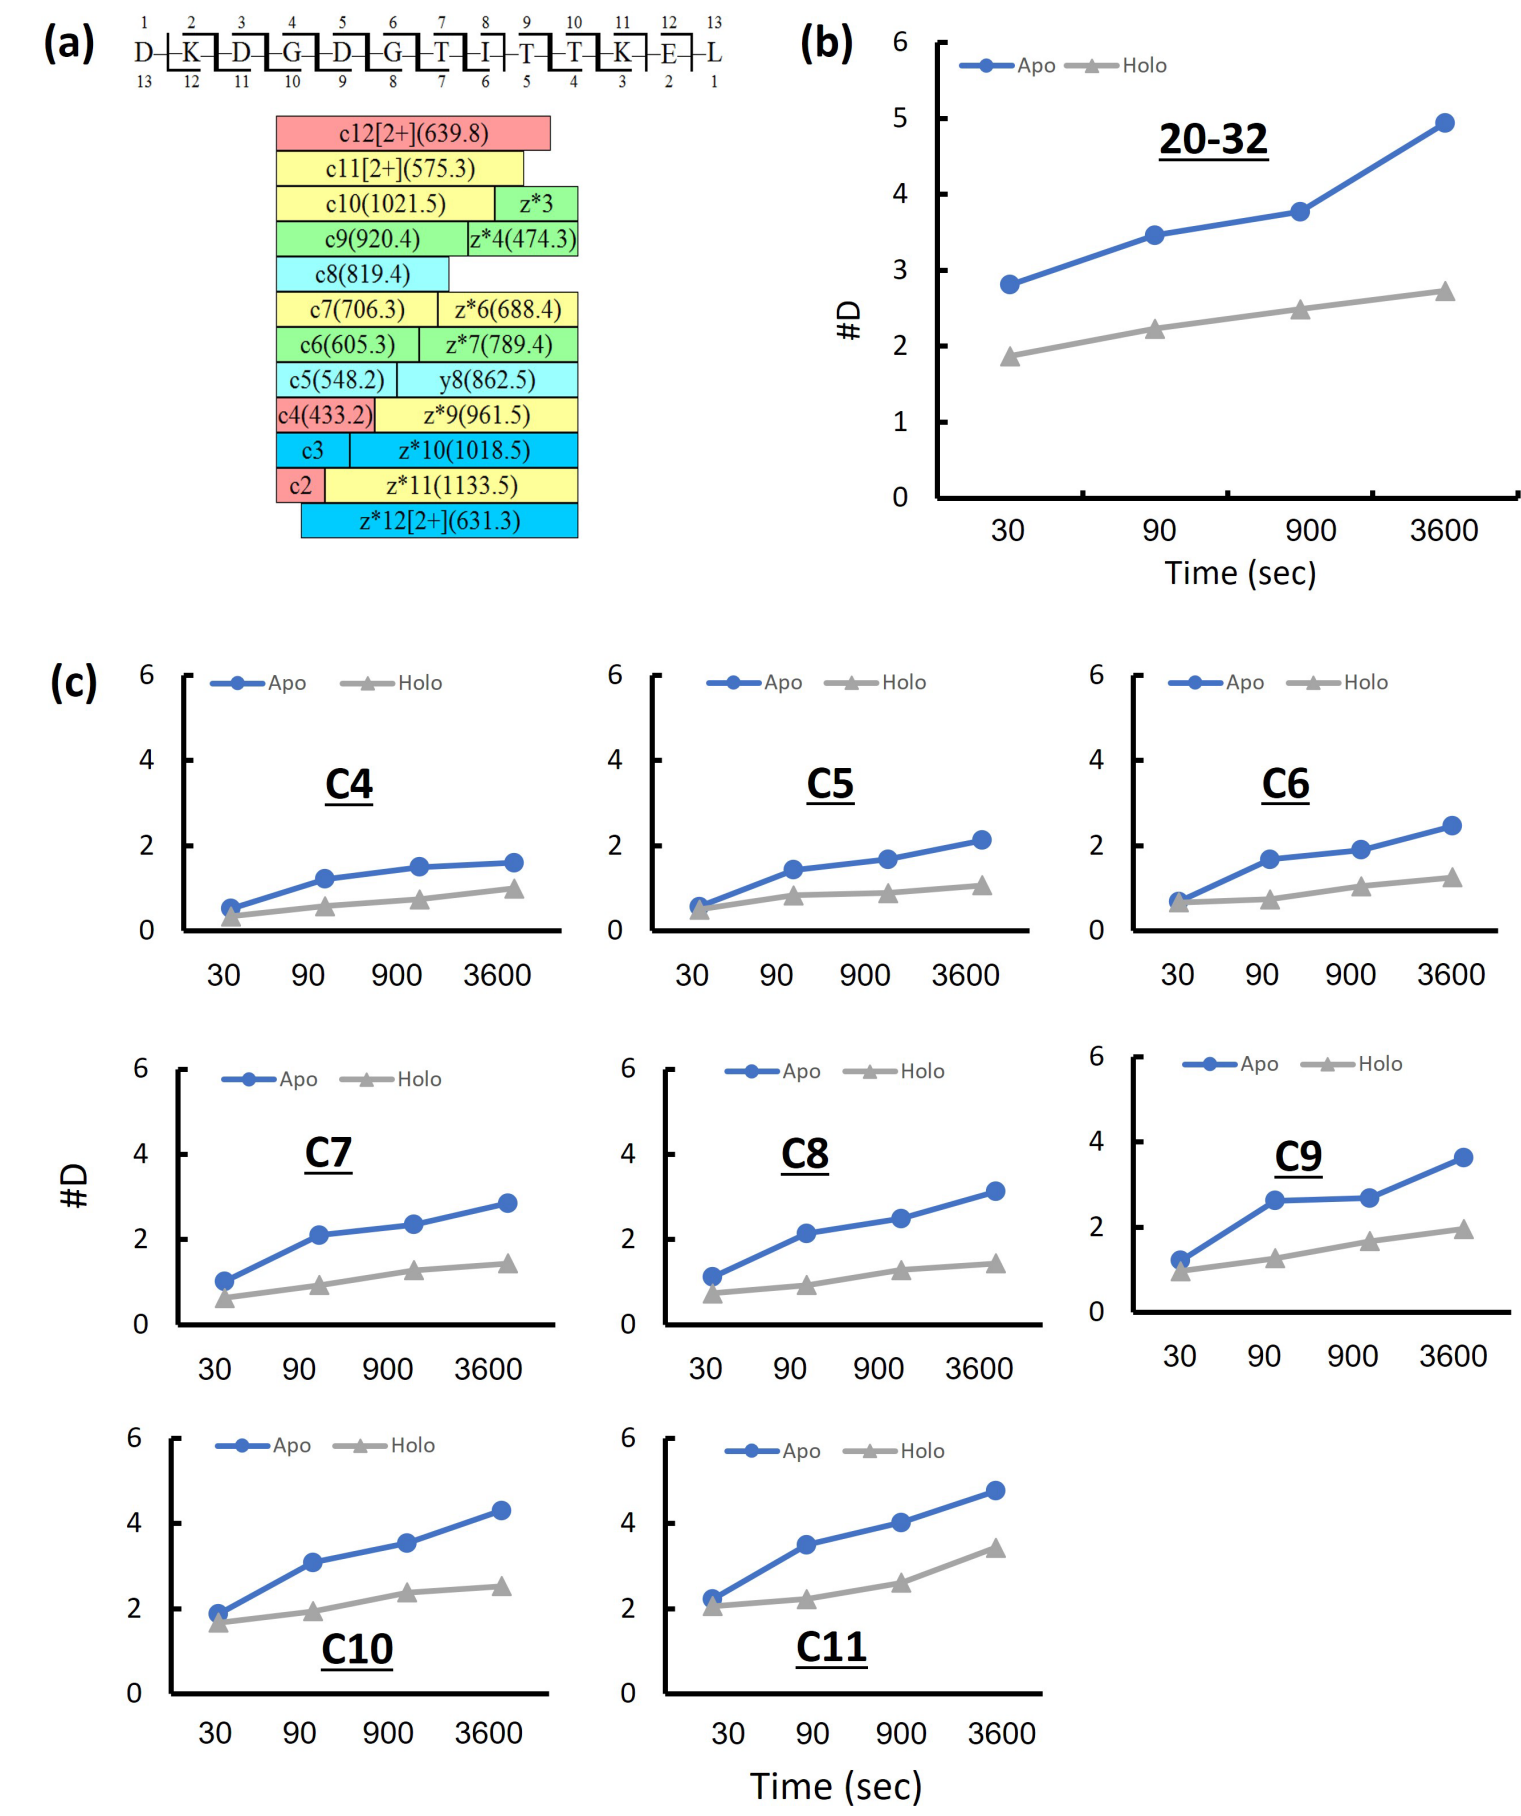 (a)
1 2 3 4 5 6 7 8 9 10 11 12 13
D K D G D G T I T T K E L
13 12 11 10 9 8 7 6 5 4 3 2 1
c12[2+](639.8)
c11[2+](575.3)
c10(1021.5) z*3
c9(920.4) z*4(474.3)
c8(819.4)
c7(706.3) z*6(688.4)
c6(605.3) z*7(789.4)
c5(548.2) y8(862.5)
c4(433.2) z*9(961.5)
c3 z*10(1018.5)
c2 z*11(1133.5)
z*12[2+](631.3)
(b)
Apo Holo
20-32
6
5
4
3
2
1
0
#D
30 90 900 3600
Time (sec)
(c)
#D
Apo Holo
C4
6
4
2
0
30 90 900 3600
Apo Holo
C5
6
4
2
0
30 90 900 3600
Apo Holo
C6
6
4
2
0
30 90 900 3600
Apo Holo
C7
6
4
2
0
30 90 900 3600
Apo Holo
C8
6
4
2
0
30 90 900 3600
Apo Holo
C9
6
4
2
0
30 90 900 3600
Apo Holo
C10
6
4
2
0
30 90 900 3600
Apo Holo
C11
6
4
2
0
30 90 900 3600
Time (sec)